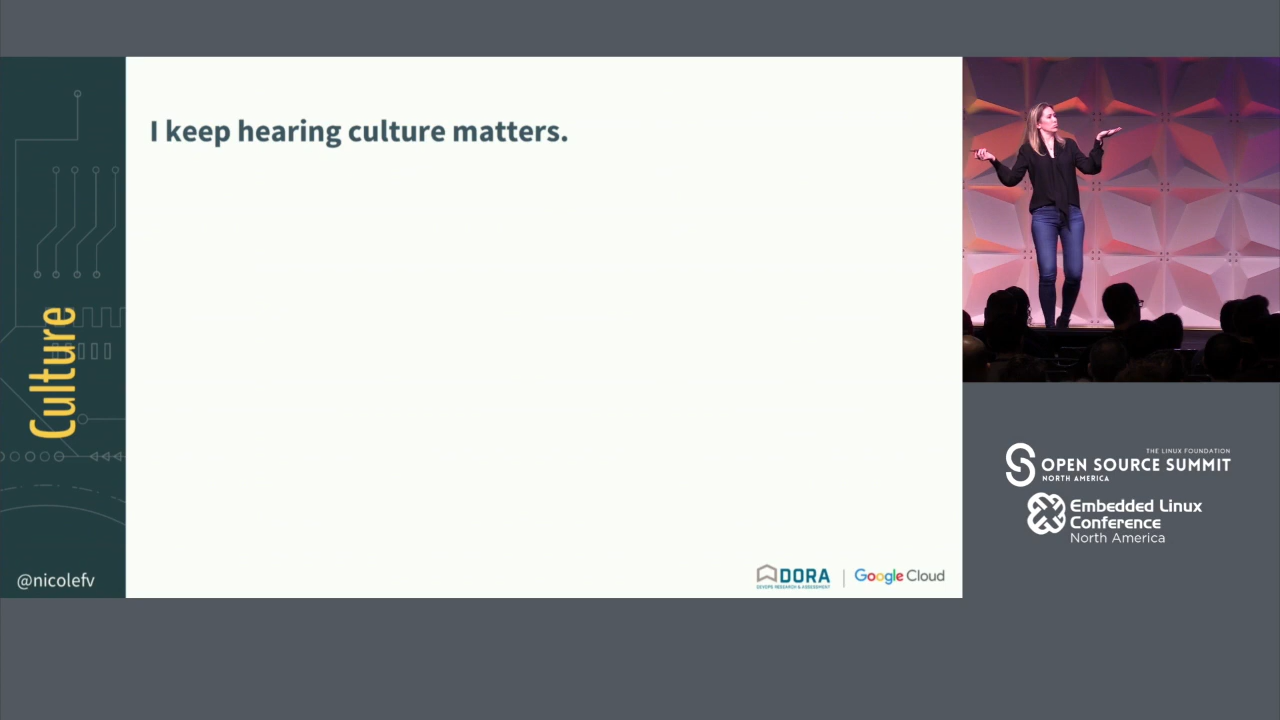 I keep hearing culture matters.
Culture
@nicolefv
DORA
DEVOPS RESEARCH & ASSESSMENT
Google Cloud
THE LINUX FOUNDATION
OPEN SOURCE SUMMIT
NORTH AMERICA
Embedded Linux
Conference
North America